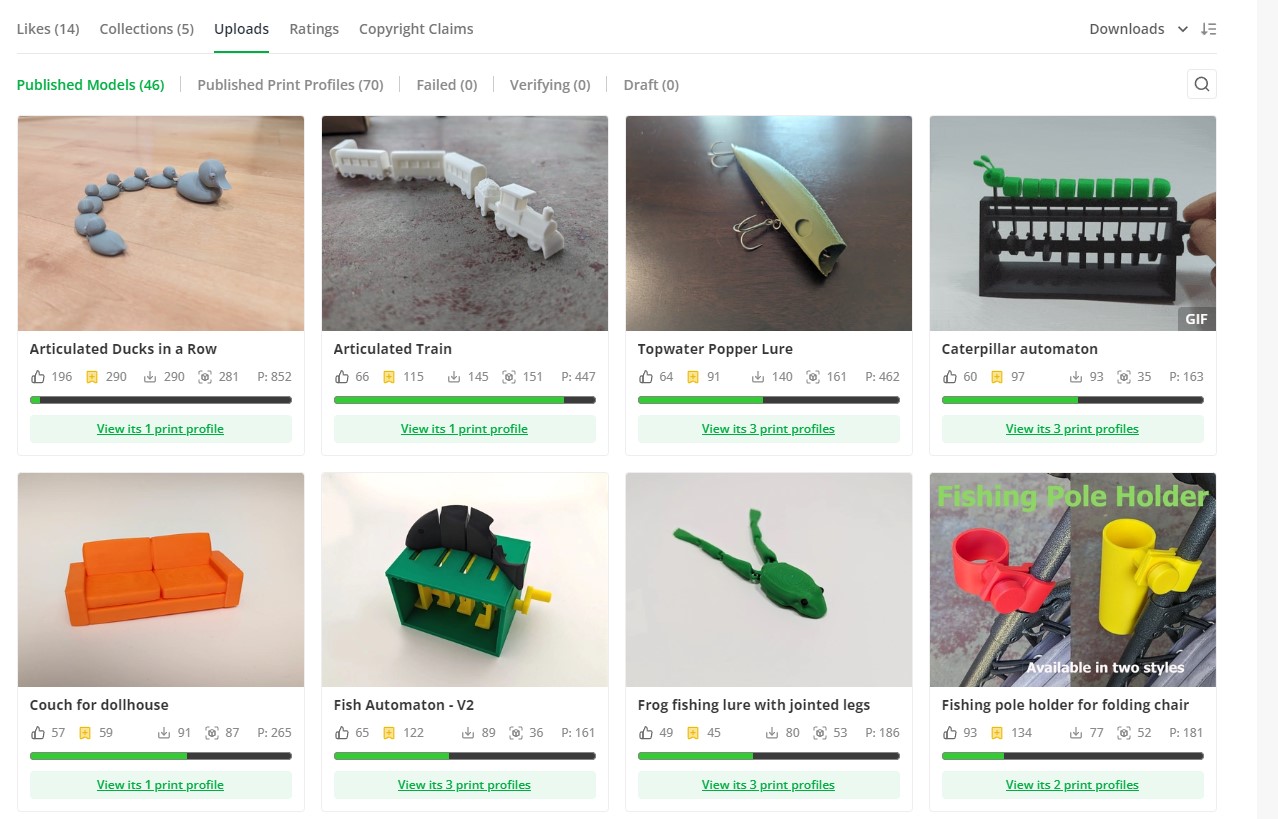 Likes (14) Collections (5) Uploads Ratings Copyright Claims Downloads
Published Models (46) Published Print Profiles (70) Failed (0) Verifying (0) Draft (0)
GIF
Articulated Ducks in a Row
196 290 290 281 P: 852
View its 1 print profile
Articulated Train
66 115 145 151 P: 447
View its 1 print profile
Topwater Popper Lure
64 91 140 161 P: 462
View its 3 print profiles
Caterpillar automaton
60 97 93 35 P: 163
View its 3 print profiles
Couch for dollhouse
57 59 91 87 P: 265
View its 1 print profile
Fish Automaton - V2
65 122 89 36 P: 161
View its 3 print profiles
Frog fishing lure with jointed legs
49 45 80 53 P: 186
View its 3 print profiles
Fishing Pole Holder
Available in two styles
Fishing pole holder for folding chair
93 134 77 52 P: 181
View its 2 print profiles